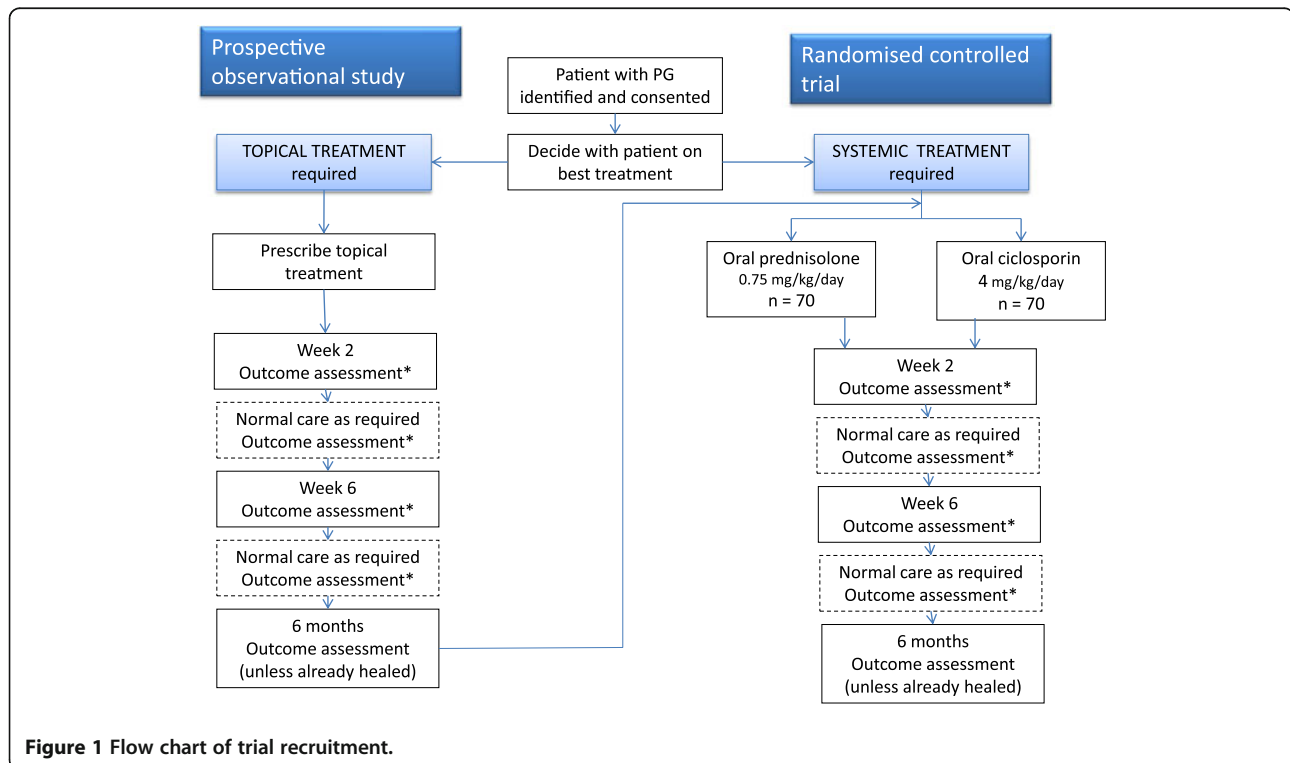 Prospective
observational study
Patient with PG
identified and consented
Randomised controlled
trial
TOPICAL TREATMENT
required
Decide with patient on
best treatment
SYSTEMIC TREATMENT
required
Prescribe topical
treatment
Oral prednisolone
0.75 mg/kg/day
n = 70
Oral ciclosporin
4 mg/kg/day
n = 70
Week 2
Outcome assessment*
Normal care as required
Outcome assessment*
Week 6
Outcome assessment*
Normal care as required
Outcome assessment*
6 months
Outcome assessment
(unless already healed)
Week 2
Outcome assessment*
Normal care as required
Outcome assessment*
Week 6
Outcome assessment*
Normal care as required
Outcome assessment*
6 months
Outcome assessment
(unless already healed)
Figure 1 Flow chart of trial recruitment.